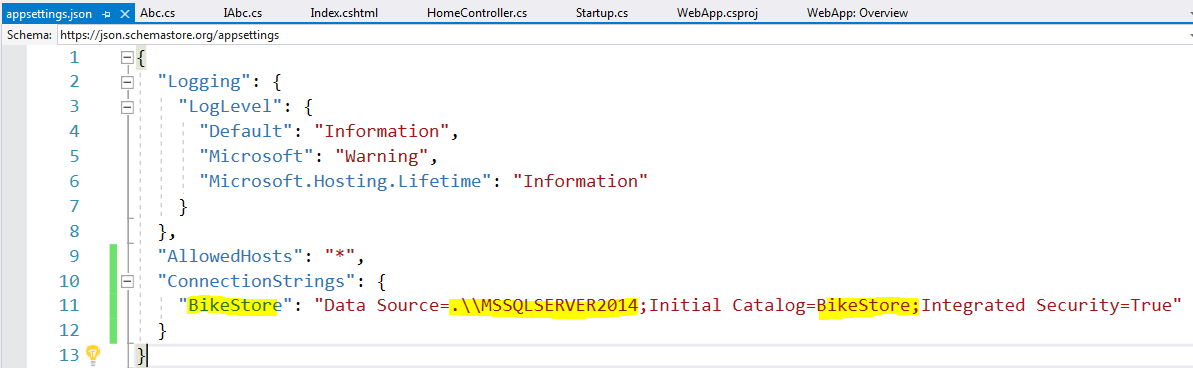 appsettings.json Abc.cs IAbc.cs Index.cshtml HomeController.cs Startup.cs WebApp.csproj WebApp: Overview
Schema: https://json.schemastore.org/appsettings
1 {
2 "Logging": {
3 "LogLevel": {
4 "Default": "Information",
5 "Microsoft": "Warning",
6 "Microsoft.Hosting.Lifetime": "Information"
7 }
8 },
9 "AllowedHosts": "*",
10 "ConnectionStrings": {
11 "BikeStore": "Data Source=.\\MSSQLSERVER2014;Initial Catalog=BikeStore;Integrated Security=True"
12 }
13 }